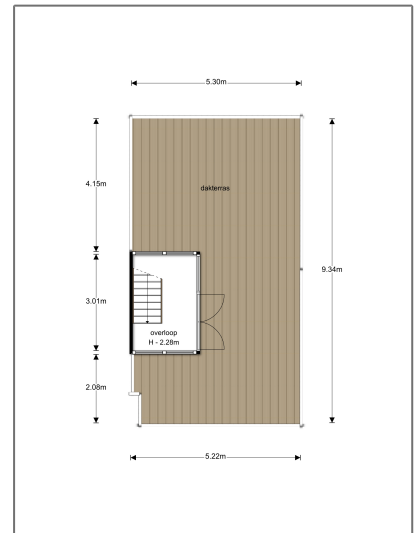 5.30m
4.15m
dakterras
9.34m
3.01m
overloop
H - 2.28m
2.08m
5.22m